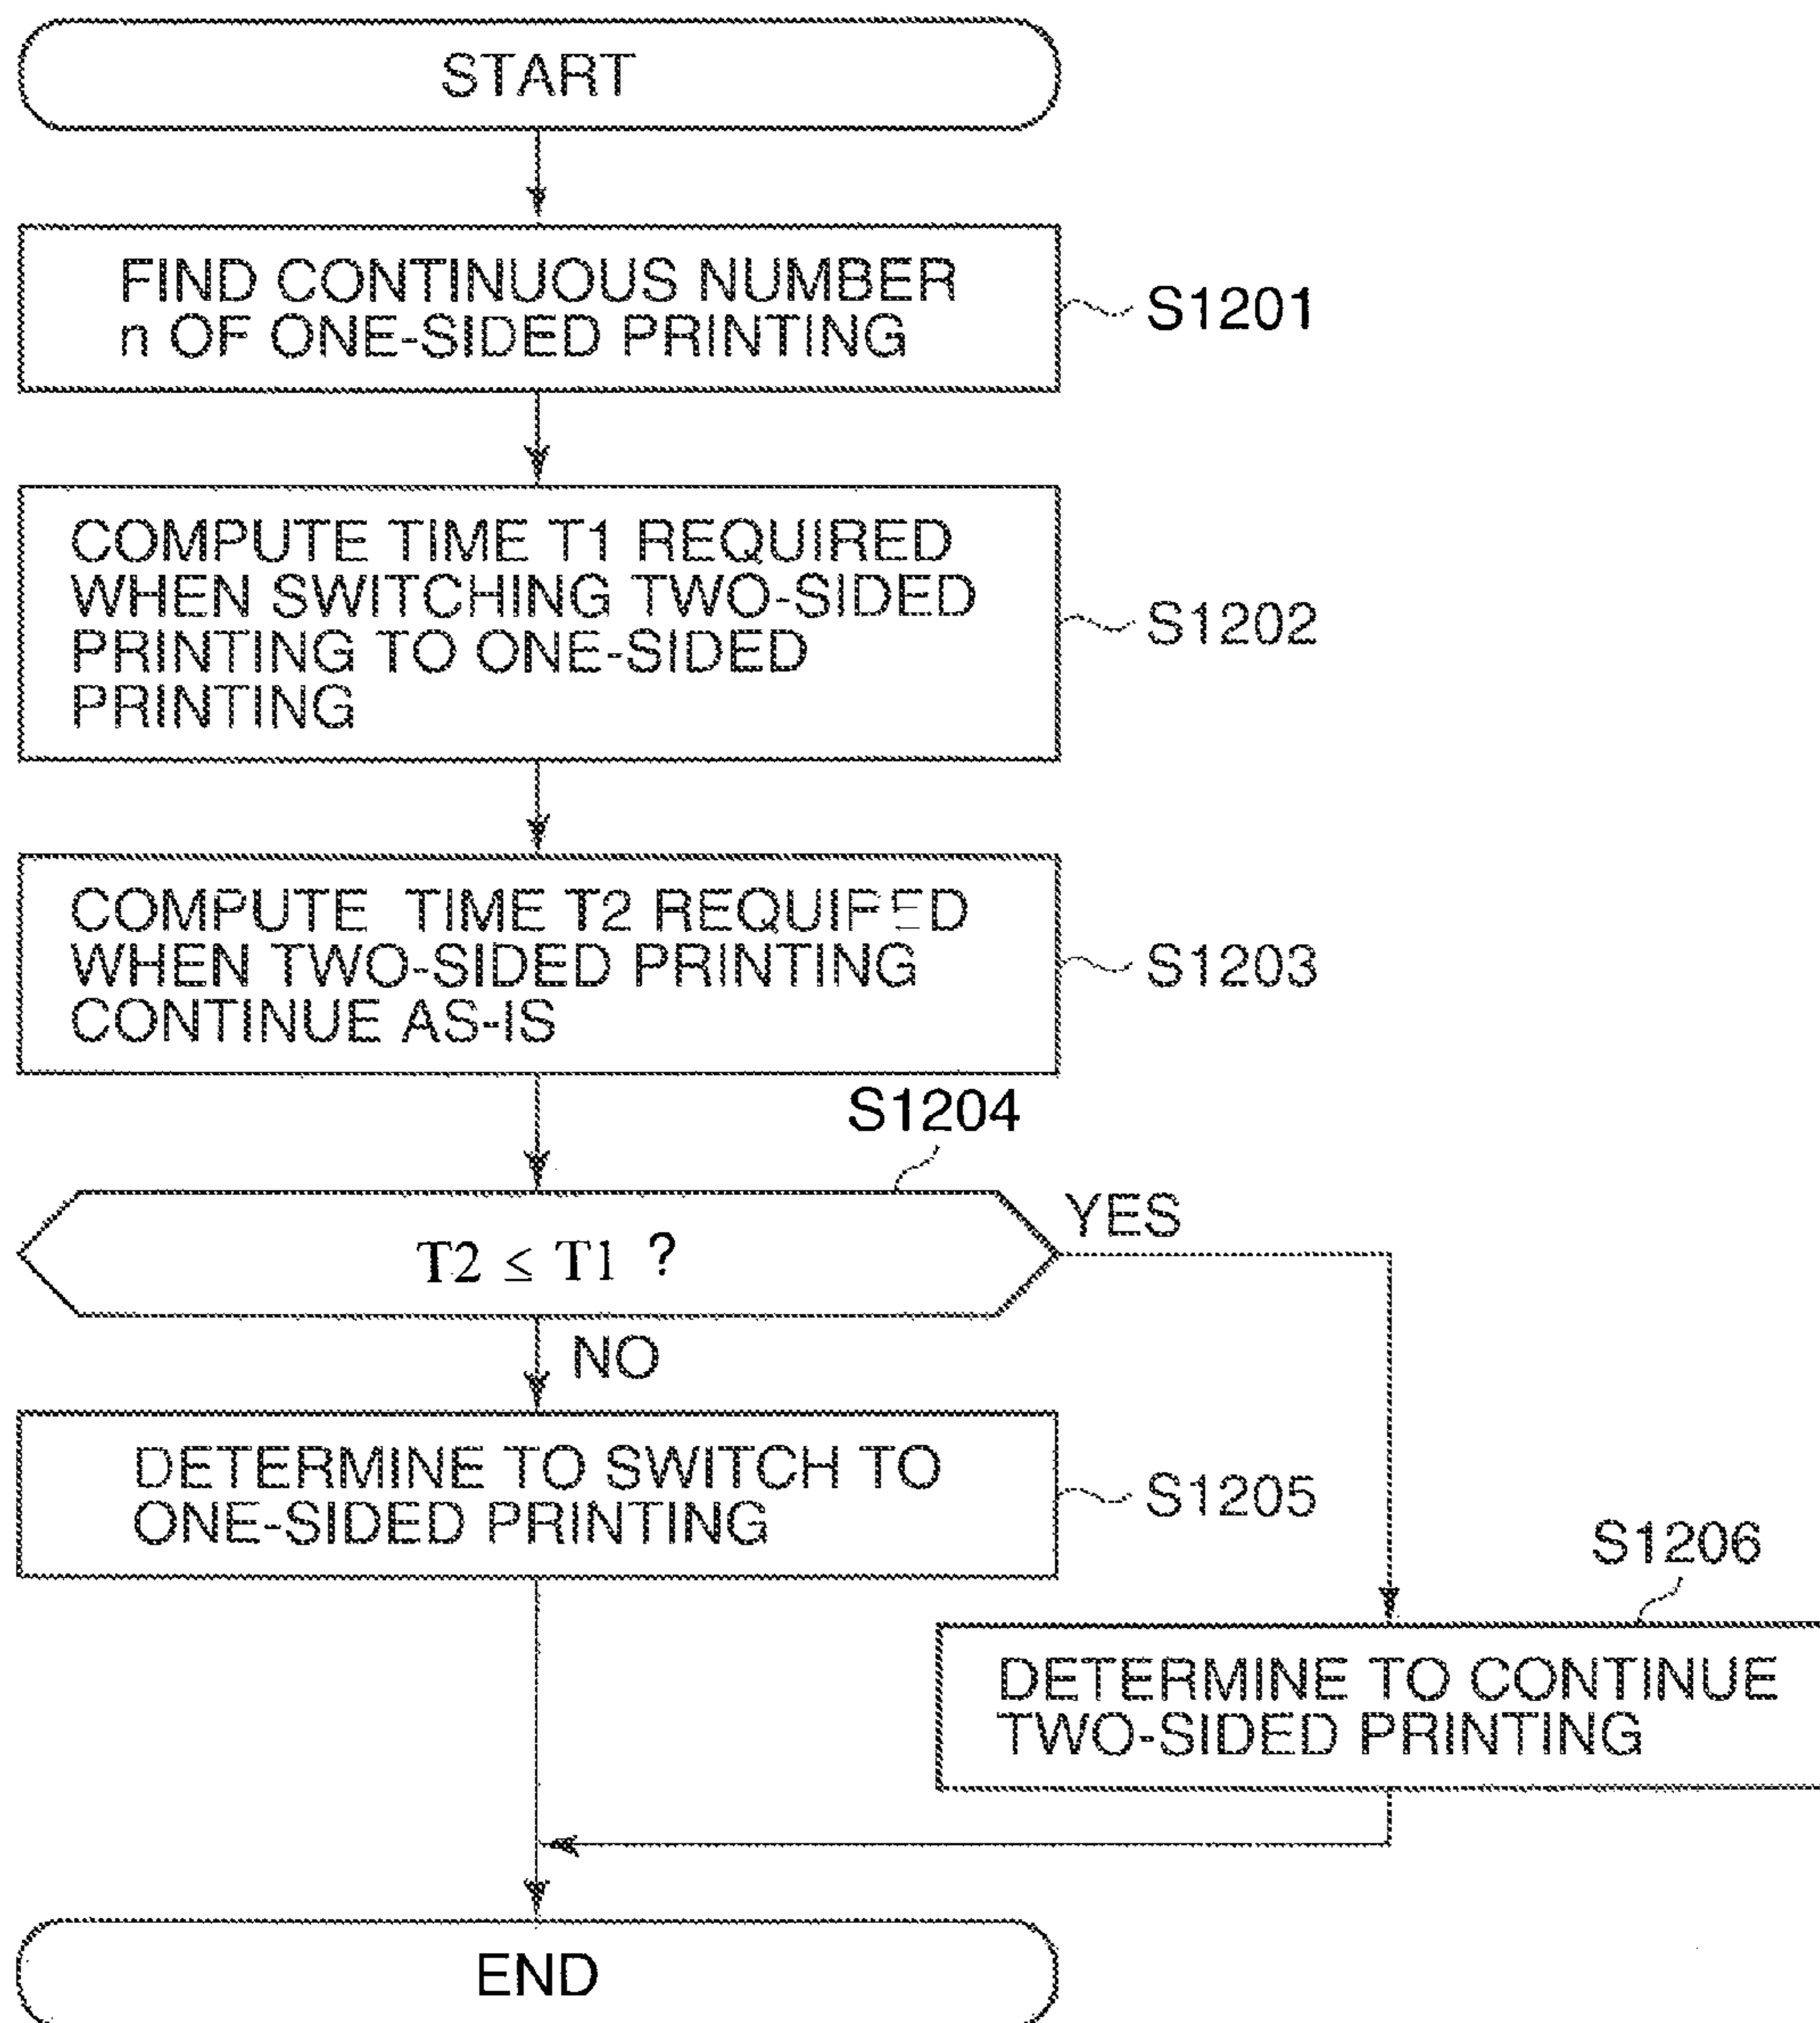 START
FIND CONTINUOUS NUMBER
n OF ONE-SIDED PRINTING
S1201
COMPUTE TIME T1 REQUIRED
WHEN SWITCHING TWO-SIDED
PRINTING TO ONE-SIDED
PRINTING
S1202
COMPUTE TIME T2 REQUIRED
WHEN TWO-SIDED PRINTING
CONTINUE AS-IS
S1203
S1204
T2 ≤ T1 ?
YES
NO
DETERMINE TO SWITCH TO
ONE-SIDED PRINTING
S1205
S1206
DETERMINE TO CONTINUE
TWO-SIDED PRINTING
END